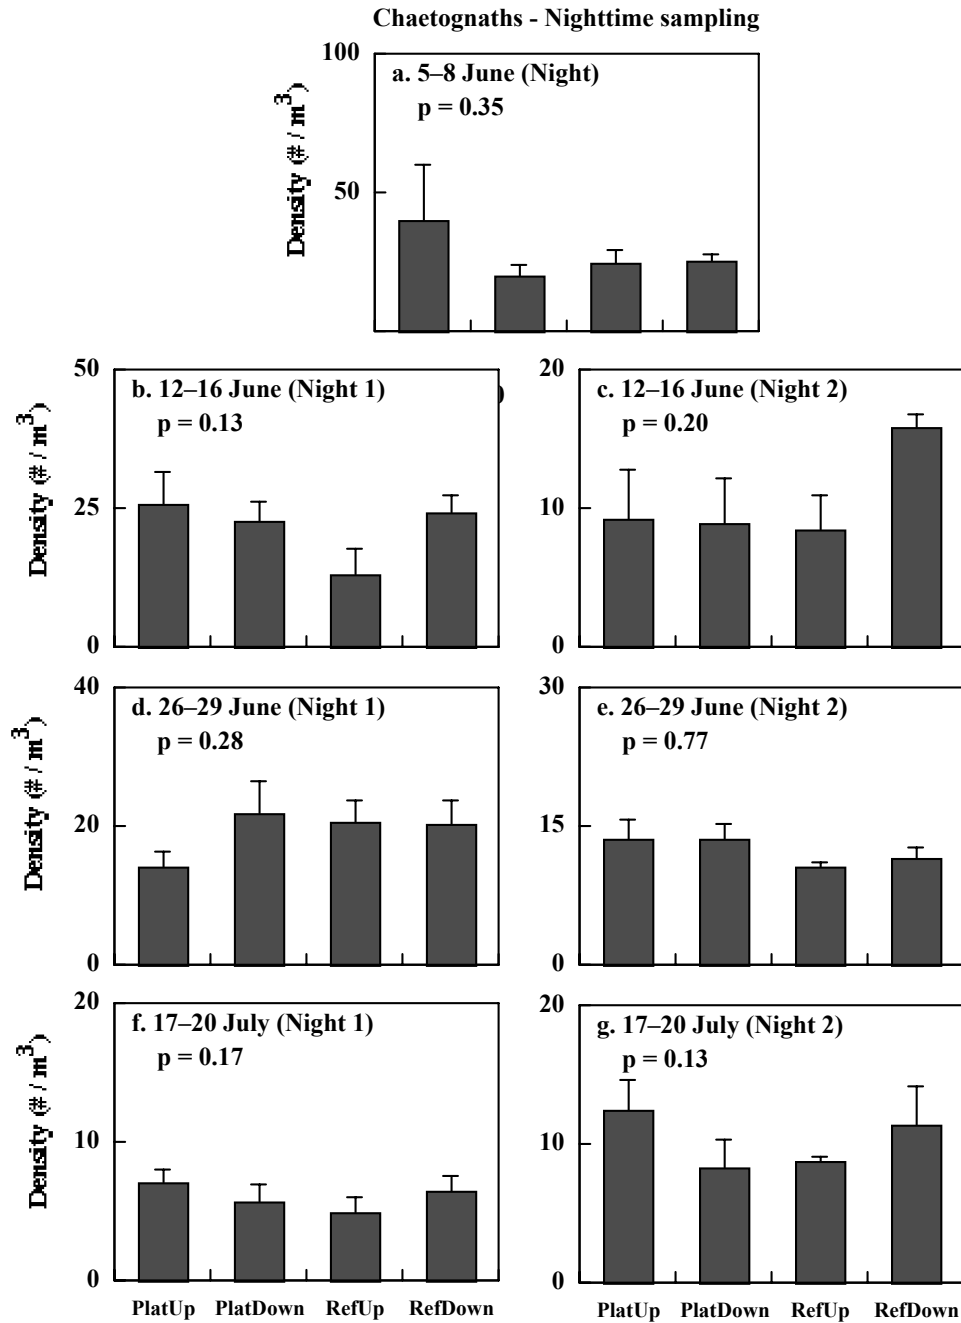 Chaetognaths - Nighttime sampling
100
a. 5–8 June (Night)
p = 0.35
Density (# / m³)
50
50
b. 12–16 June (Night 1)
)
p = 0.13
Density (# / m³)
25
0
20
c. 12–16 June (Night 2)
p = 0.20
10
0
40
d. 26–29 June (Night 1)
p = 0.28
Density (# / m³)
20
0
30
e. 26–29 June (Night 2)
p = 0.77
15
0
20
f. 17–20 July (Night 1)
p = 0.17
Density (# / m³)
10
0
PlatUp PlatDown RefUp RefDown
20
g. 17–20 July (Night 2)
p = 0.13
10
0
PlatUp PlatDown RefUp RefDown